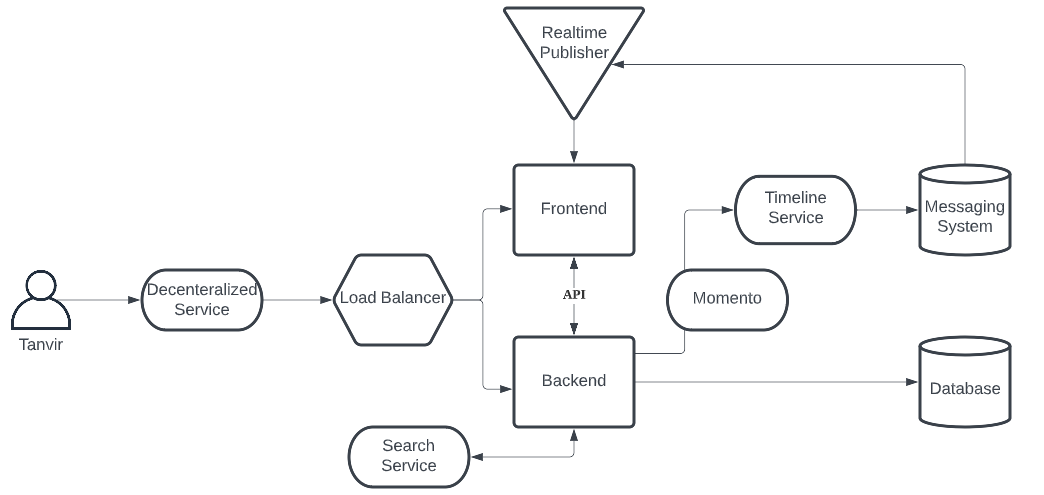 Realtime
Publisher
Frontend
Timeline
Service
Messaging
System
Decenteralized
Service
Load Balancer
API
Momento
Tanvir
Backend
Database
Search
Service